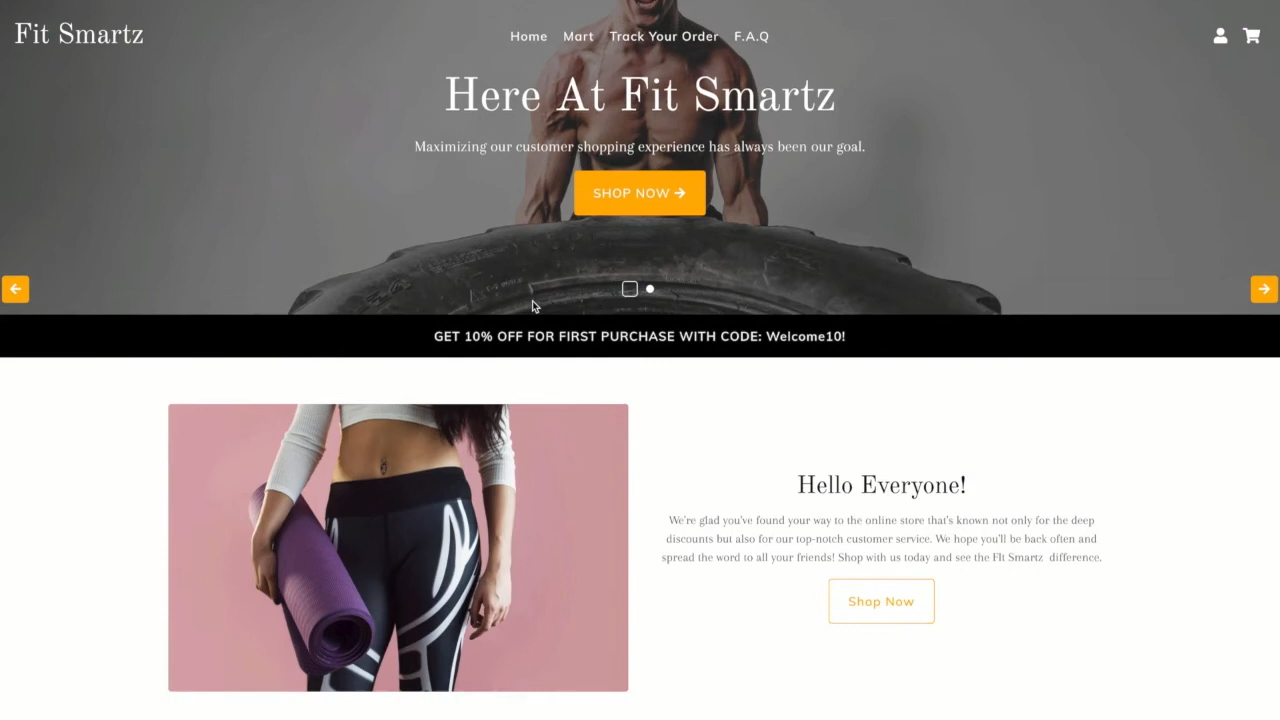 Fit Smartz
Home Mart Track Your Order F.A.Q
Here At Fit Smartz
Maximizing our customer shopping experience has always been our goal.
SHOP NOW
GET 10% OFF FOR FIRST PURCHASE WITH CODE: Welcome10!
Hello Everyone!
We're glad you've found your way to the online store that's known not only for the deep
discounts but also for our top-notch customer service. We hope you'll be back often and
spread the word to all your friends! Shop with us today and see the FIt Smartz difference.
Shop Now